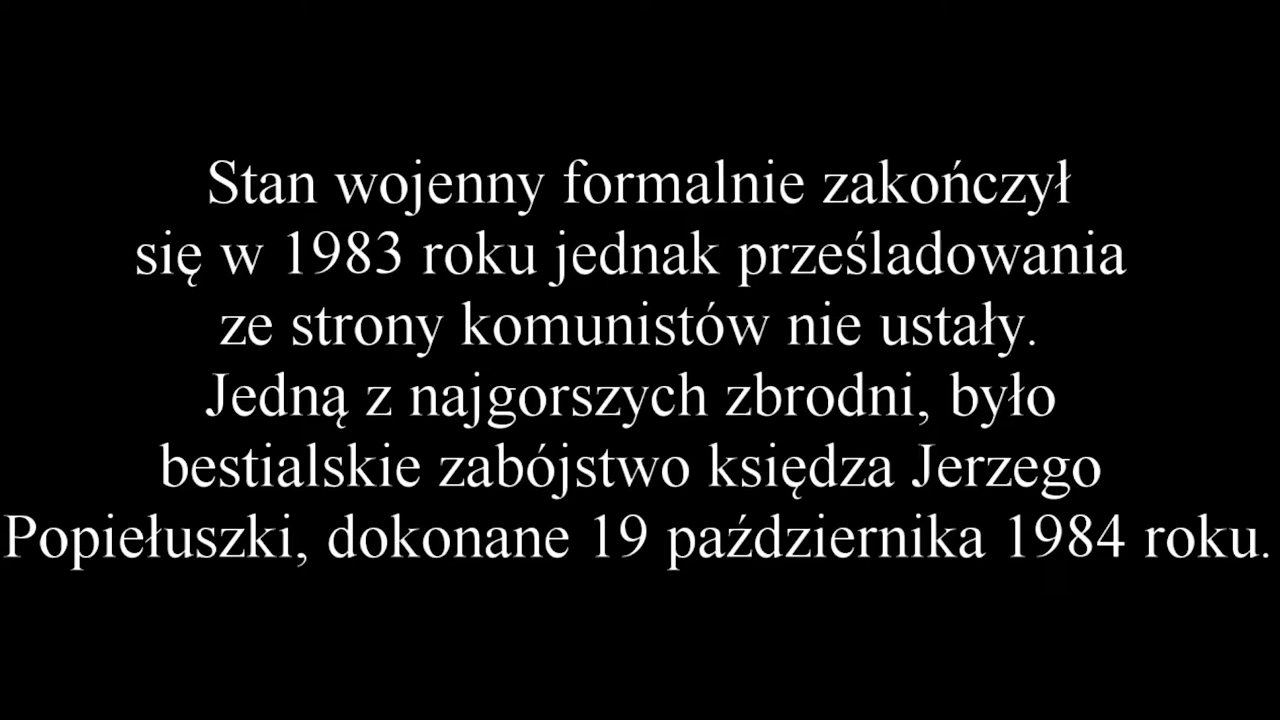 Stan wojenny formalnie zakończył
się w 1983 roku jednak prześladowania
ze strony komunistów nie ustały.
Jedną z najgorszych zbrodni, było
bestialskie zabójstwo księdza Jerzego
Popiełuszki, dokonane 19 października 1984 roku.